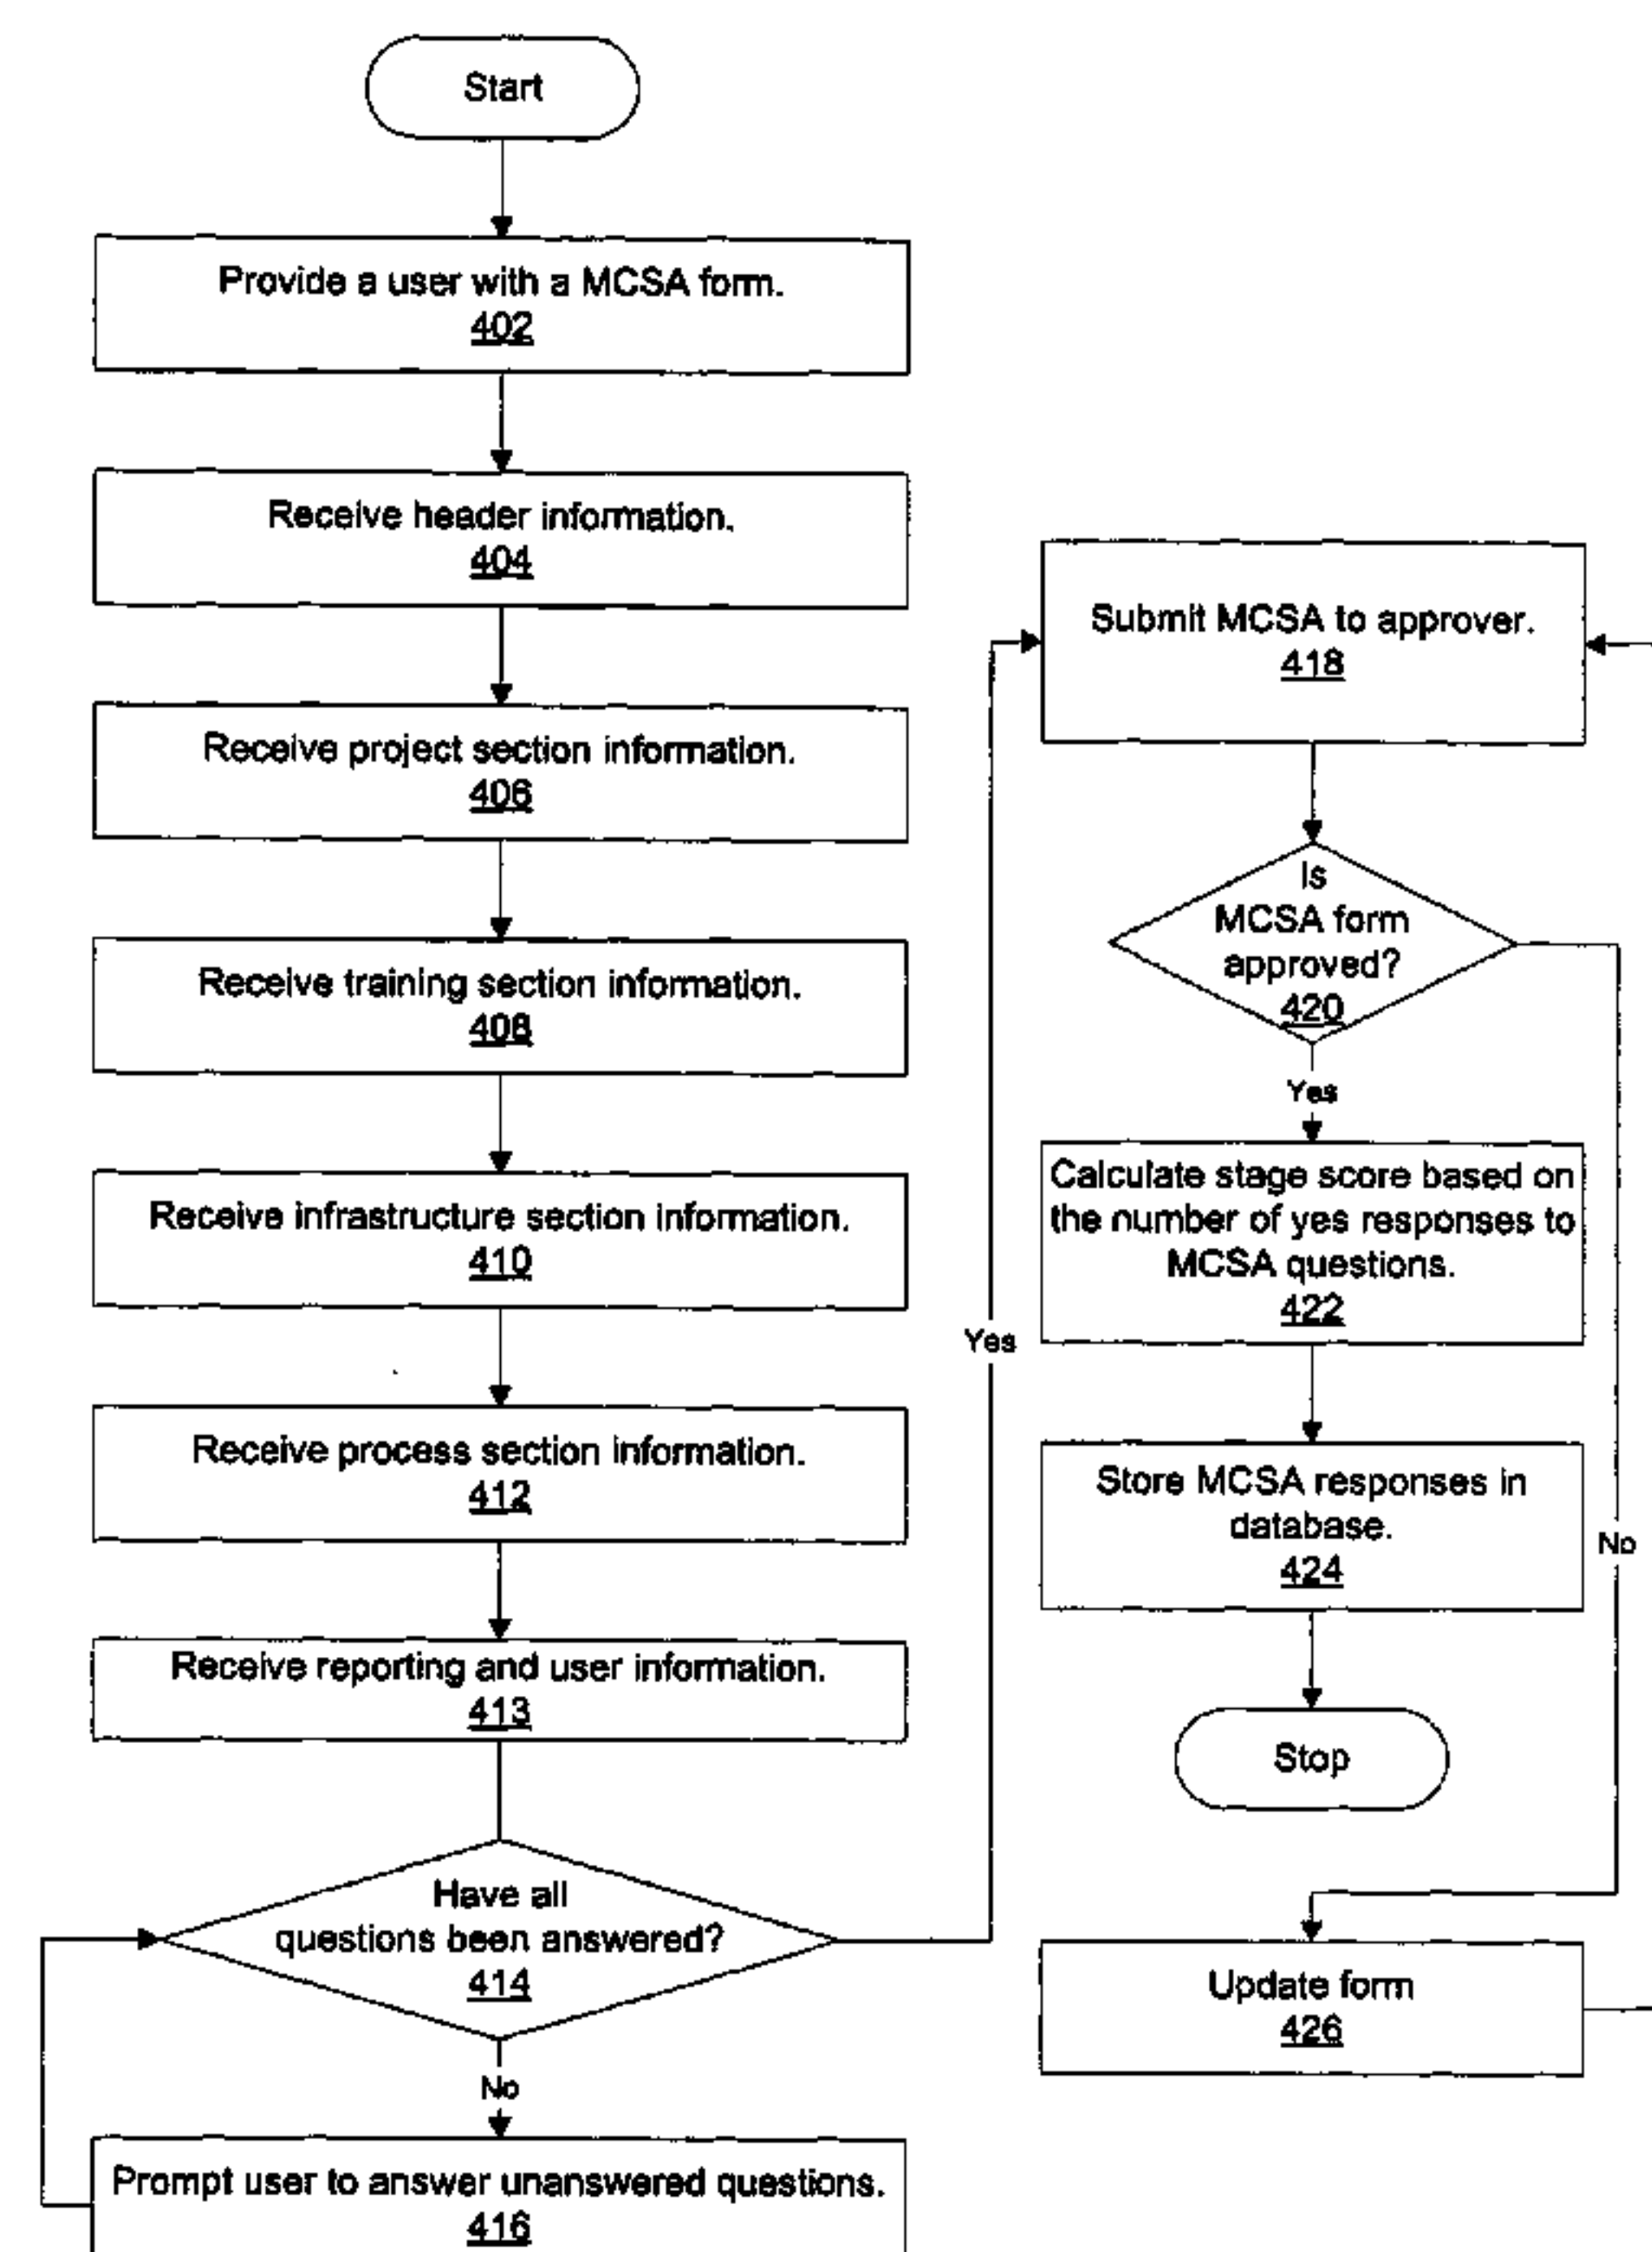 Start
Provide a user with a MCSA form.
402
Receive header information.
404
Receive project section information.
406
Receive training section information.
408
Receive infrastructure section information.
410
Receive process section information.
412
Receive reporting and user information.
413
Have all
questions been answered?
414
No
Prompt user to answer unanswered questions.
416
Yes
Submit MCSA to approver.
418
Is
MCSA form
approved?
420
Yes
Calculate stage score based on
the number of yes responses to
MCSA questions.
422
Store MCSA responses in
database.
424
Stop
No
Update form
426